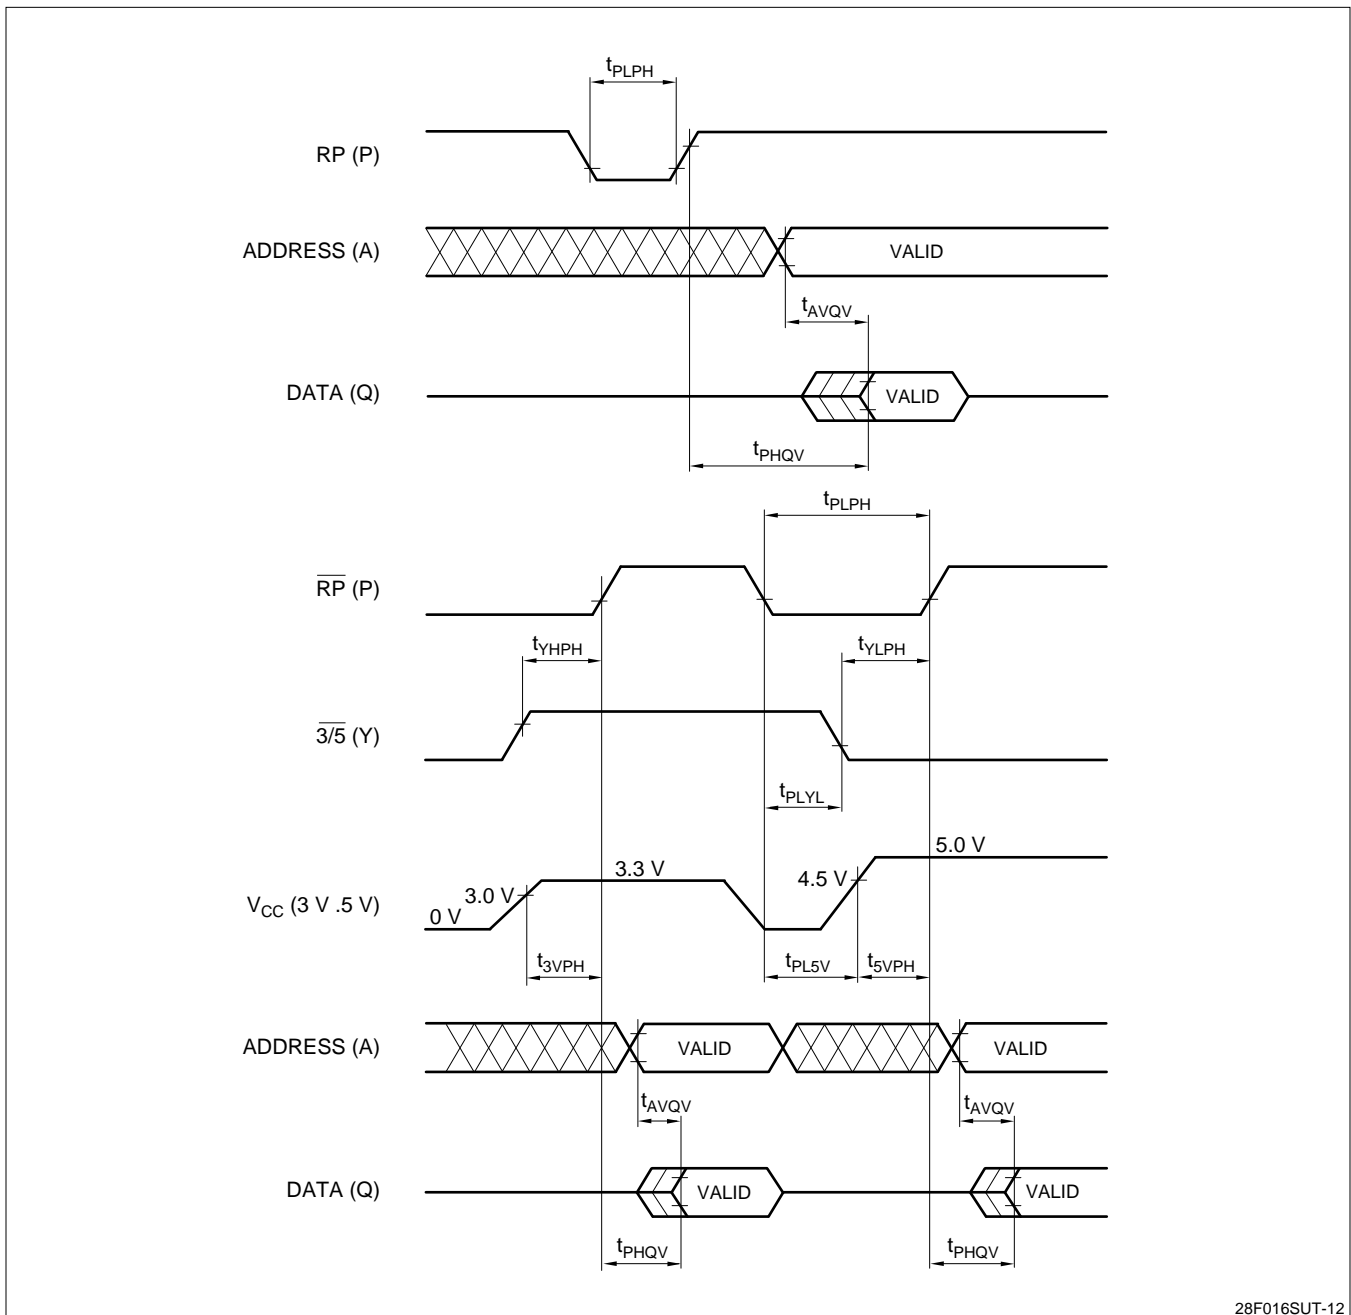 tPLPH
RP (P)
ADDRESS (A)
VALID
tAVQV
DATA (Q)
VALID
tPHQV
tPLPH
R̅P̅ (P)
tYHPH
tYLPH
3̅/̅5̅ (Y)
tPLYL
5.0 V
3.3 V
4.5 V
3.0 V
VCC (3 V .5 V)
0 V
t3VPH
tPL5V
t5VPH
ADDRESS (A)
VALID
VALID
tAVQV
tAVQV
DATA (Q)
VALID
VALID
tPHQV
tPHQV
28F016SUT-12